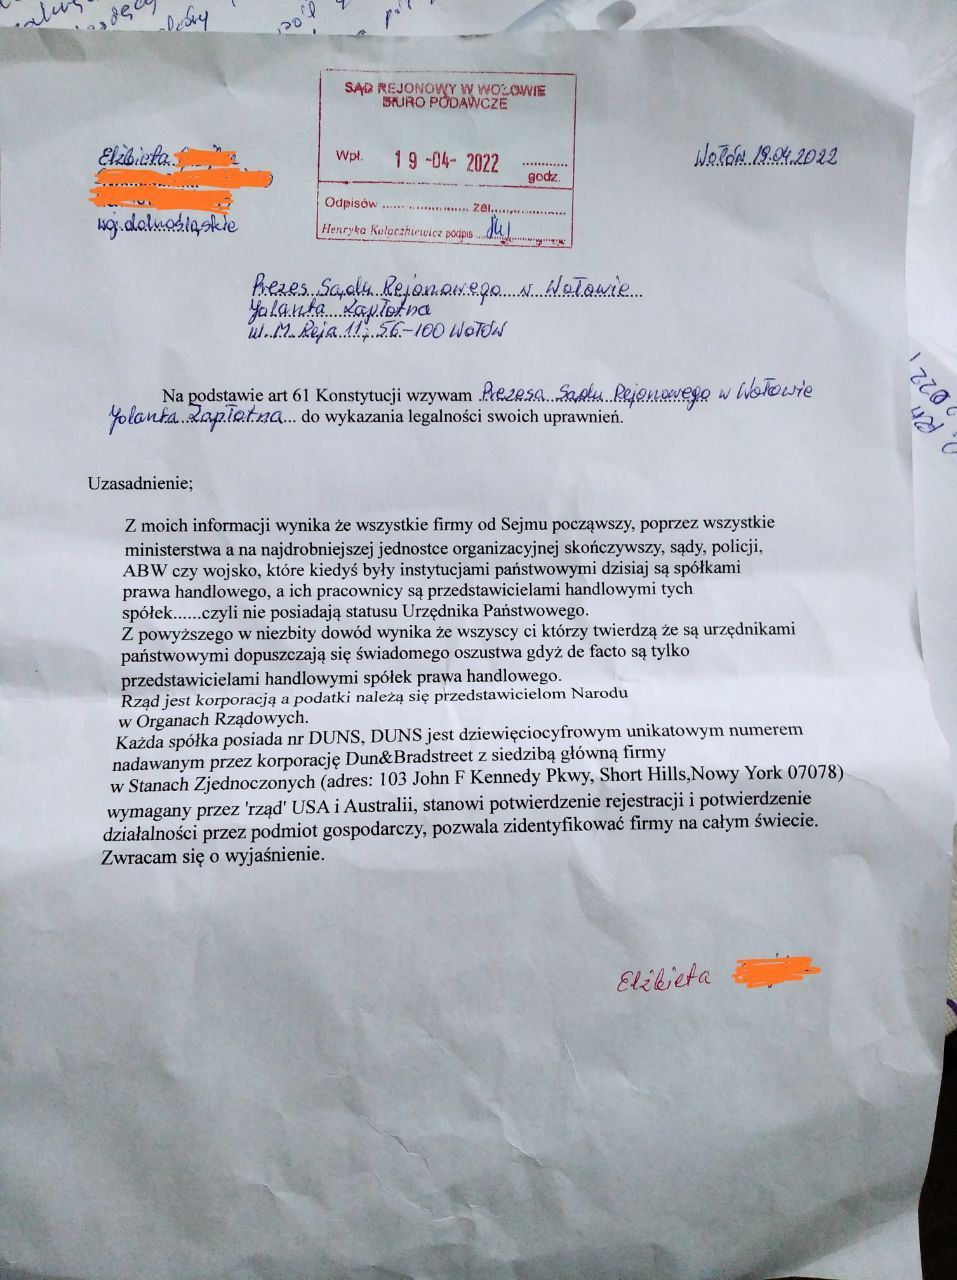 SĄD REJONOWY W WOŁOWIE
BIURO PODAWCZE
Wpł. 19-04-2022 ............ godz.
Odpisów ...... .................... zał......................
Henryka Kołaczkiewicz podpis
Elżbieta
woj. dolnośląskie
Wołów 19.04.2022
Prezes Sądu Rejonowego w Wołowie
Yolanta Zapłotna
ul. M. Reja 11; 56-100 Wołów
Na podstawie art 61 Konstytucji wzywam Prezesa Sądu Rejonowego w Wołowie
Yolanta Zapłotna... do wykazania legalności swoich uprawnień.
Uzasadnienie;
Z moich informacji wynika że wszystkie firmy od Sejmu począwszy, poprzez wszystkie
ministerstwa a na najdrobniejszej jednostce organizacyjnej skończywszy, sądy, policji,
ABW czy wojsko, które kiedyś były instytucjami państwowymi dzisiaj są spółkami
prawa handlowego, a ich pracownicy są przedstawicielami handlowymi tych
spółek......czyli nie posiadają statusu Urzędnika Państwowego.
Z powyższego w niezbity dowód wynika że wszyscy ci którzy twierdzą że są urzędnikami
państwowymi dopuszczają się świadomego oszustwa gdyż de facto są tylko
przedstawicielami handlowymi spółek prawa handlowego.
Rząd jest korporacją a podatki należą się przedstawicielom Narodu
w Organach Rządowych.
Każda spółka posiada nr DUNS, DUNS jest dziewięciocyfrowym unikatowym numerem
nadawanym przez korporację Dun&Bradstreet z siedzibą główną firmy
w Stanach Zjednoczonych (adres: 103 John F Kennedy Pkwy, Short Hills,Nowy York 07078)
wymagany przez 'rząd' USA i Australii, stanowi potwierdzenie rejestracji i potwierdzenie
działalności przez podmiot gospodarczy, pozwala zidentyfikować firmy na całym świecie.
Zwracam się o wyjaśnienie.
Elżbieta